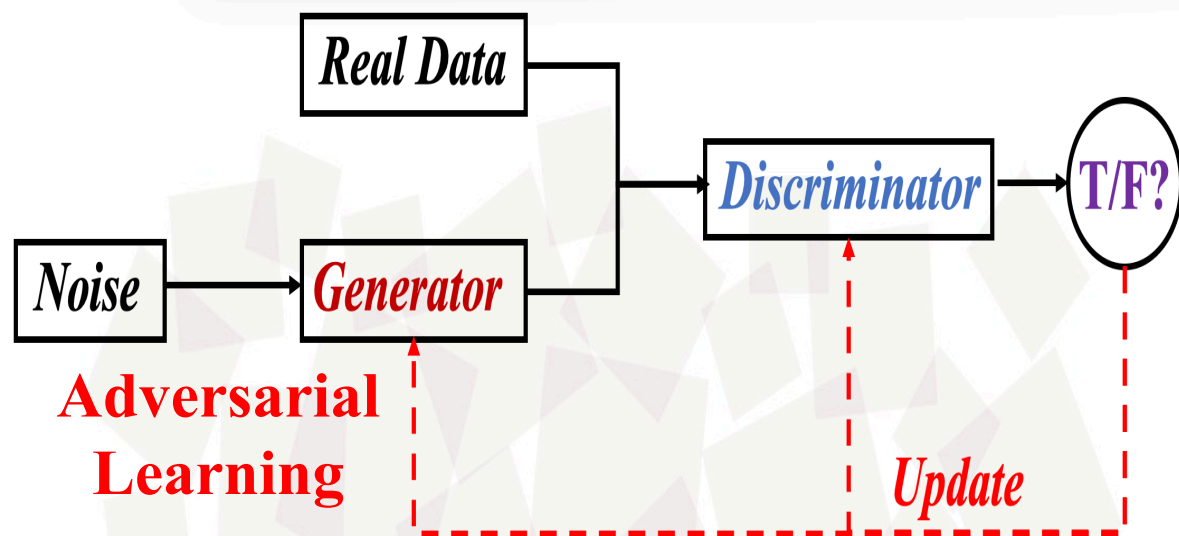 Real Data
Discriminator
T/F?
Noise
Generator
Adversarial
Learning
Update